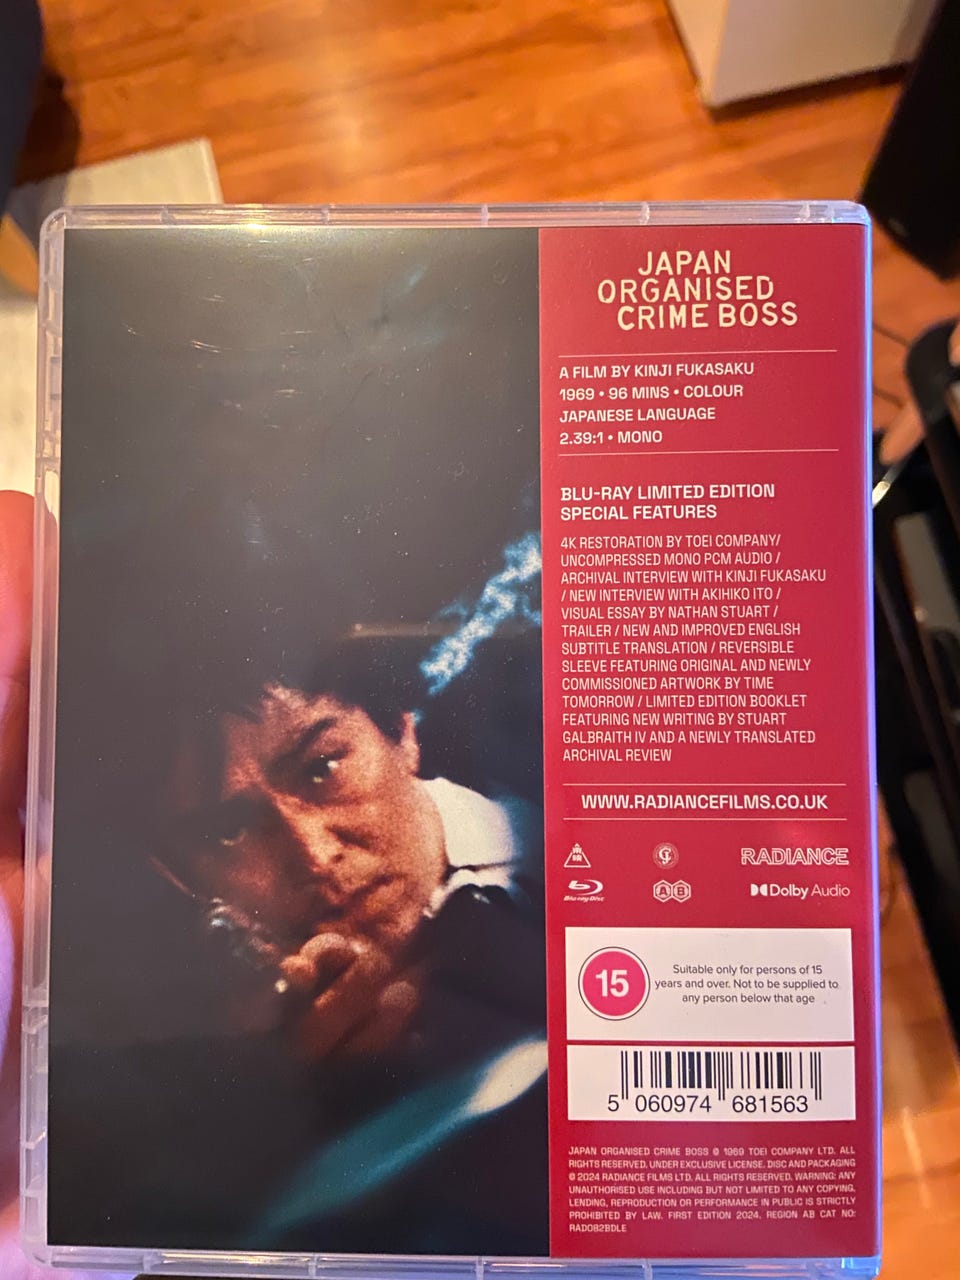 JAPAN
ORGANISED
CRIME BOSS
A FILM BY KINJI FUKASAKU
1969 • 96 MINS • COLOUR
JAPANESE LANGUAGE
2.39:1 • MONO
BLU-RAY LIMITED EDITION
SPECIAL FEATURES
4K RESTORATION BY TOEI COMPANY/
UNCOMPRESSED MONO PCM AUDIO /
ARCHIVAL INTERVIEW WITH KINJI FUKASAKU
/ NEW INTERVIEW WITH AKIHIKO ITO /
VISUAL ESSAY BY NATHAN STUART /
TRAILER / NEW AND IMPROVED ENGLISH
SUBTITLE TRANSLATION / REVERSIBLE
SLEEVE FEATURING ORIGINAL AND NEWLY
COMMISSIONED ARTWORK BY TIME
TOMORROW / LIMITED EDITION BOOKLET
FEATURING NEW WRITING BY STUART
GALBRAITH IV AND A NEWLY TRANSLATED
ARCHIVAL REVIEW
WWW.RADIANCEFILMS.CO.UK
RADIANCE
Blu-ray Disc
A B
Dolby Audio
15
Suitable only for persons of 15
years and over. Not to be supplied to
any person below that age
5 060974 681563
JAPAN ORGANISED CRIME BOSS © 1969 TOEI COMPANY LTD. ALL
RIGHTS RESERVED. UNDER EXCLUSIVE LICENSE. DISC AND PACKAGING
© 2024 RADIANCE FILMS LTD. ALL RIGHTS RESERVED. WARNING: ANY
UNAUTHORISED USE INCLUDING BUT NOT LIMITED TO ANY COPYING,
LENDING, REPRODUCTION OR PERFORMANCE IN PUBLIC IS STRICTLY
PROHIBITED BY LAW. FIRST EDITION 2024. REGION AB CAT NO:
RAD082BDLE